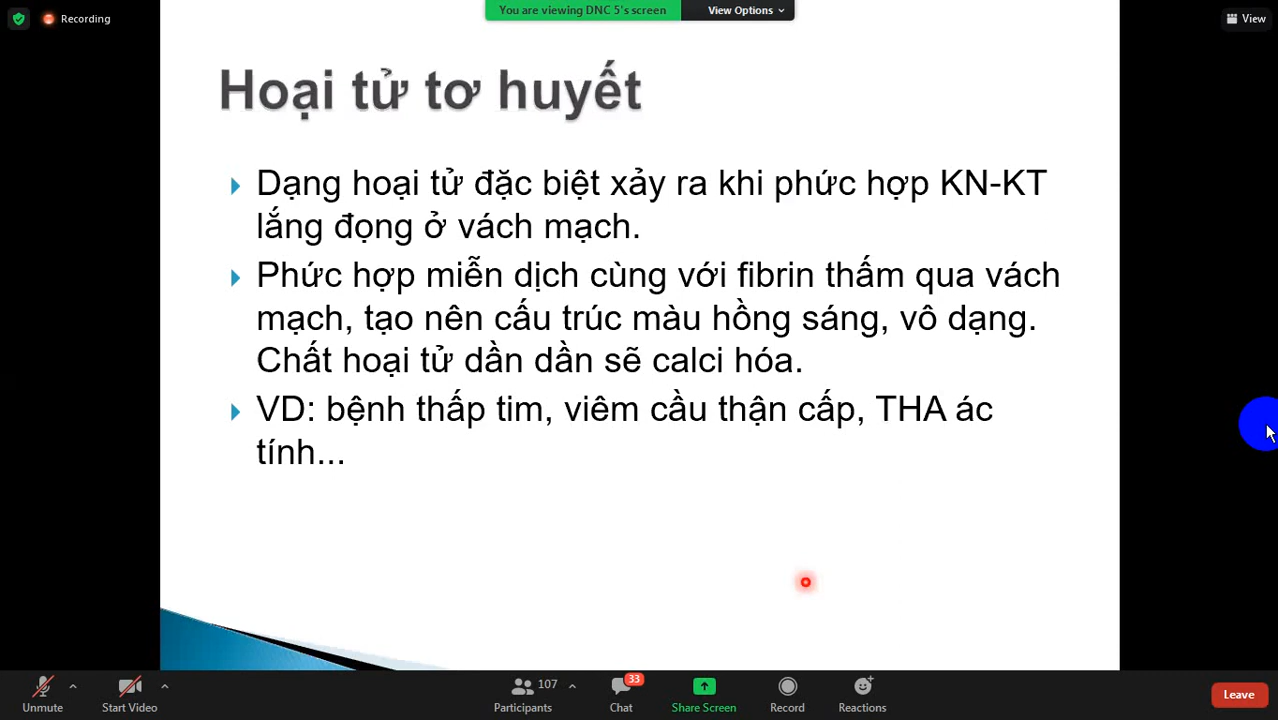 Recording
You are viewing DNC 5's screen
View Options
View
Hoại tử tơ huyết
Dạng hoại tử đặc biệt xảy ra khi phức hợp KN-KT
lắng đọng ở vách mạch.
Phức hợp miễn dịch cùng với fibrin thấm qua vách
mạch, tạo nên cấu trúc màu hồng sáng, vô dạng.
Chất hoại tử dần dần sẽ calci hóa.
VD: bệnh thấp tim, viêm cầu thận cấp, THA ác
tính...
Unmute
Start Video
107
Participants
33
Chat
Share Screen
Record
Reactions
Leave